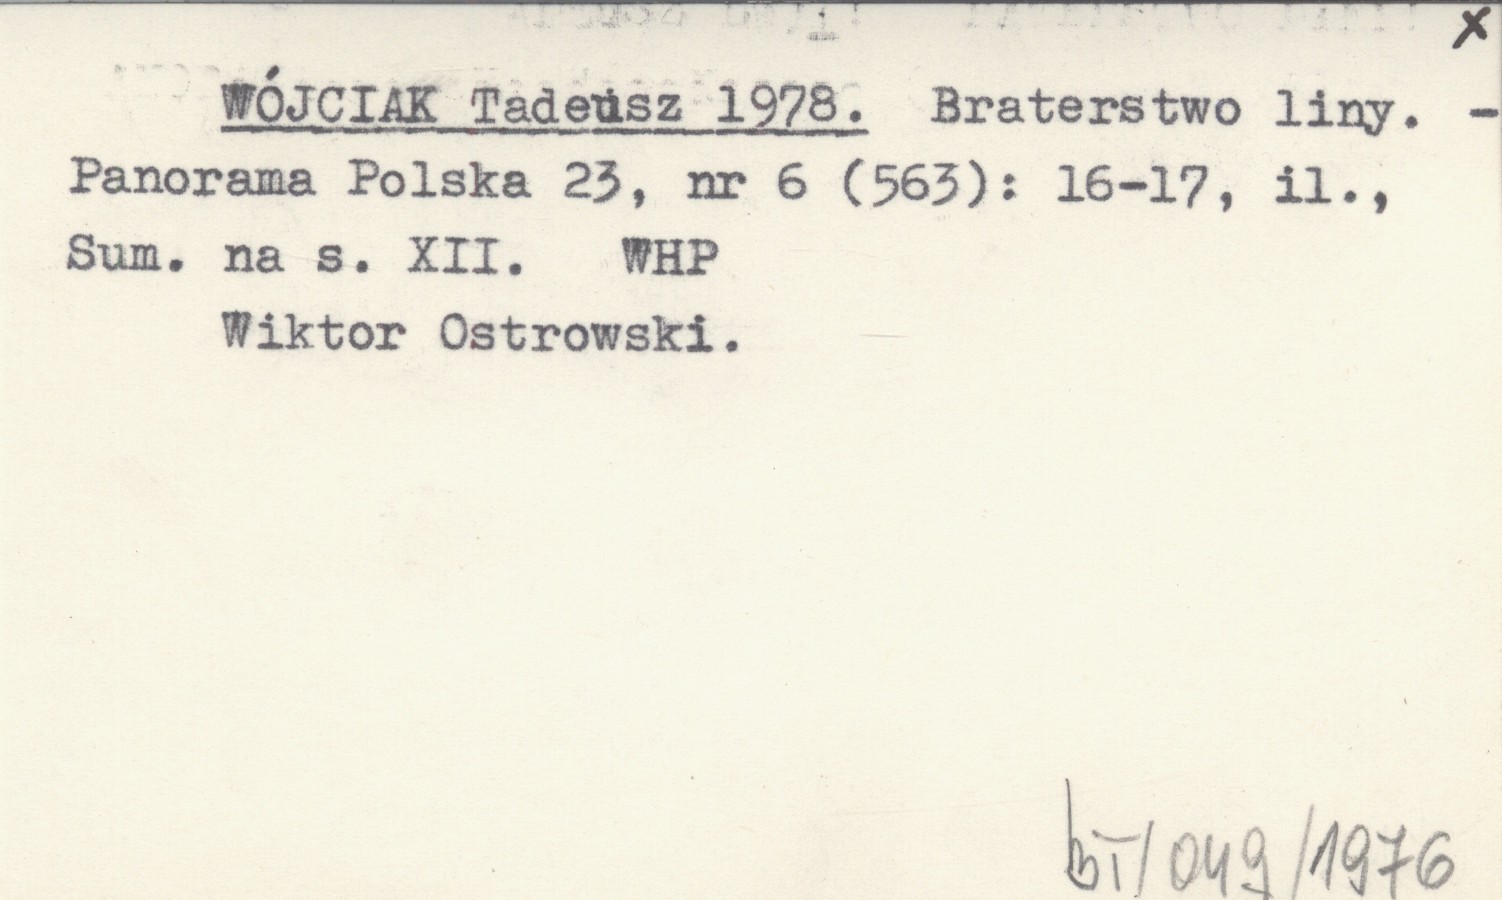 x
WÓJCIAK Tadeusz 1978. Braterstwo liny. -
Panorama Polska 23, nr 6 (563): 16-17, il.,
Sum. na s. XII. WHP
Wiktor Ostrowski.
BT/049/1976